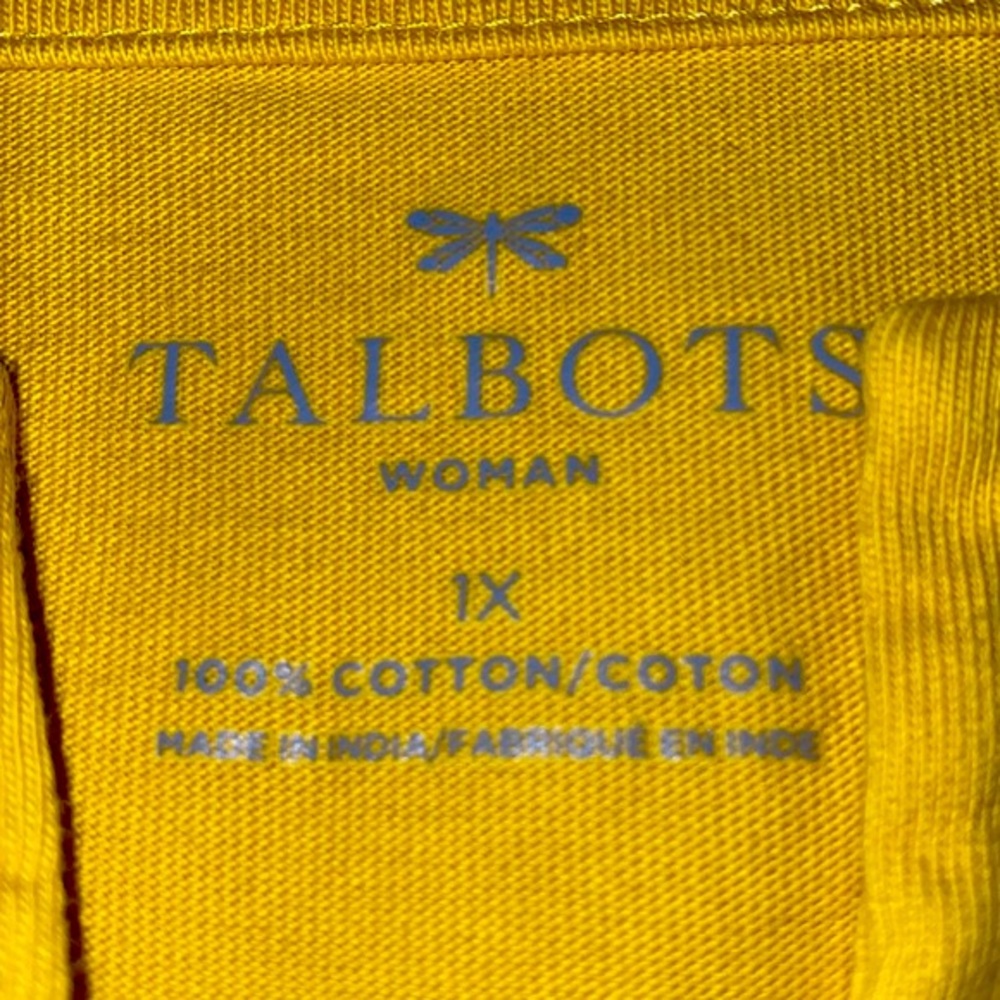 TALBOTS
WOMAN
1X
100% COTTON/COTON
MADE IN INDIA/FABRIQUÉ EN INDE